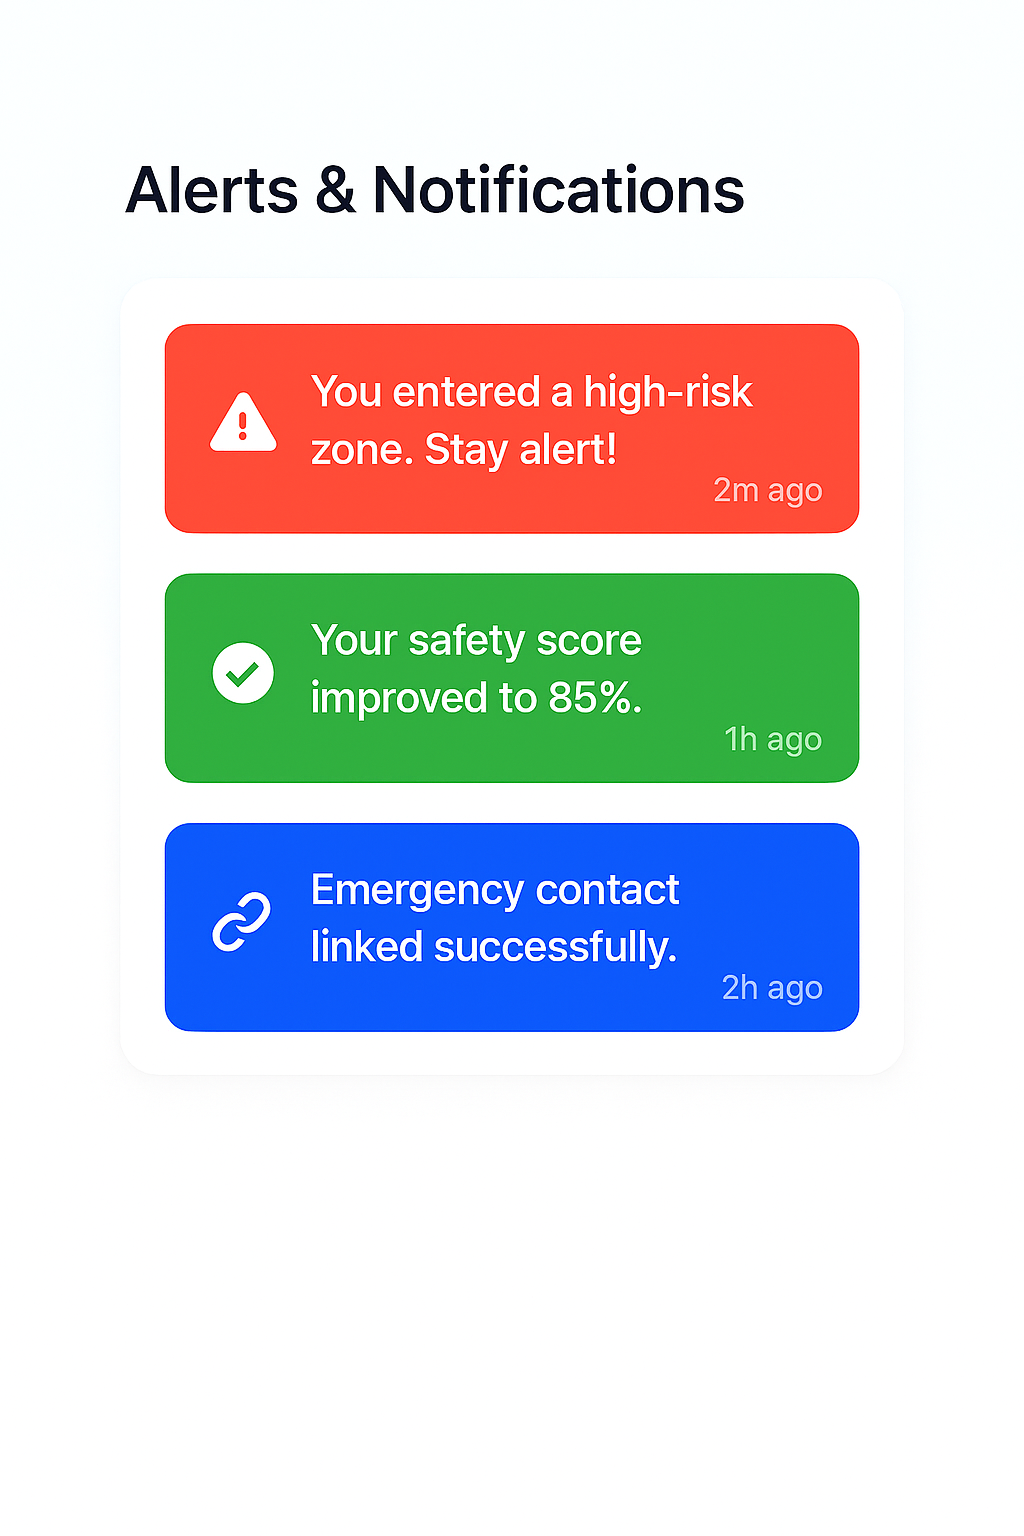 Alerts & Notifications
You entered a high-risk
zone. Stay alert!
2m ago
Your safety score
improved to 85%.
1h ago
Emergency contact
linked successfully.
2h ago